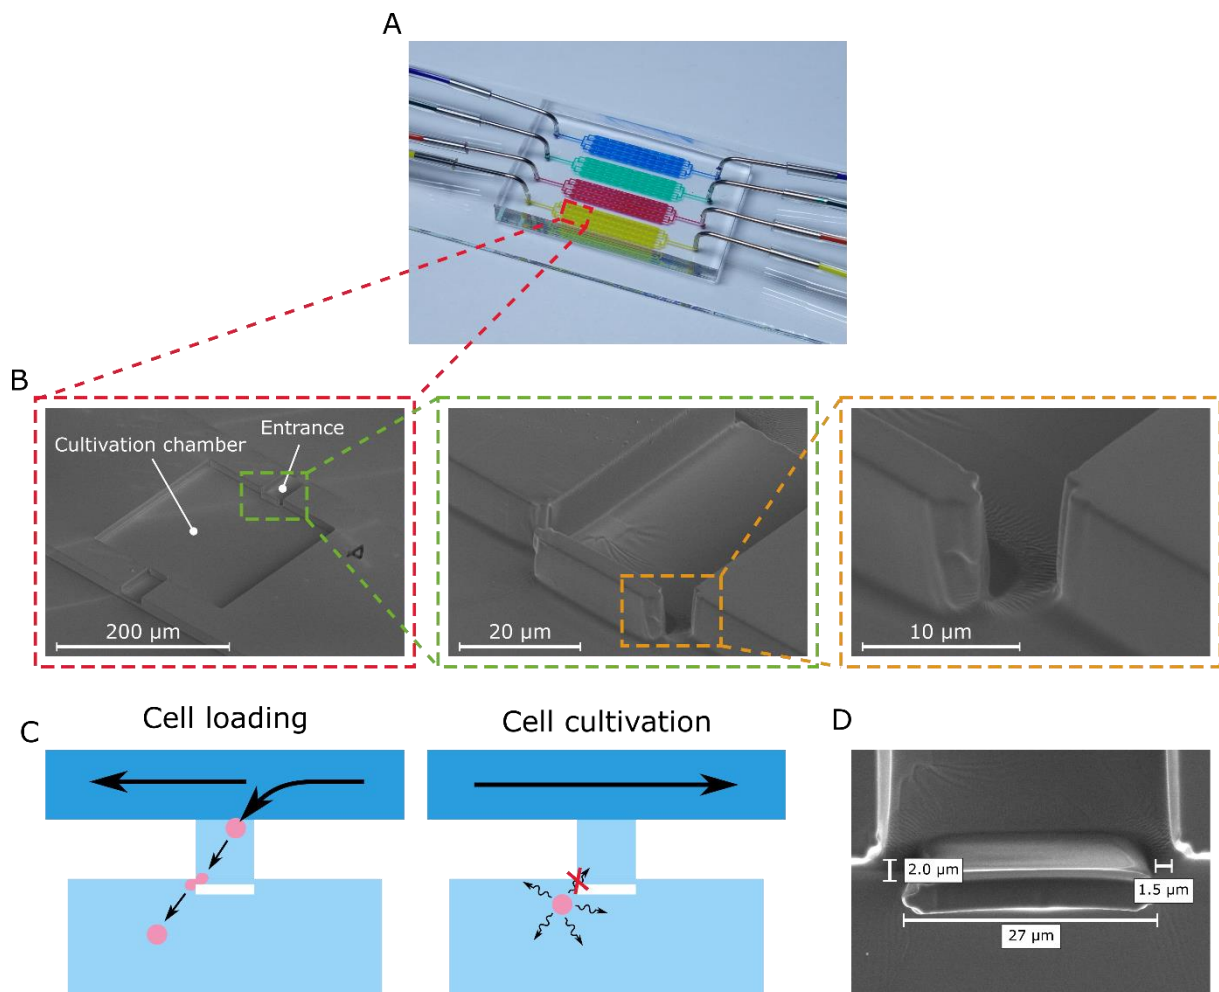 A
B
Cultivation chamber
Entrance
200 µm
20 µm
10 µm
C
Cell loading
Cell cultivation
D
2.0 µm
1.5 µm
27 µm